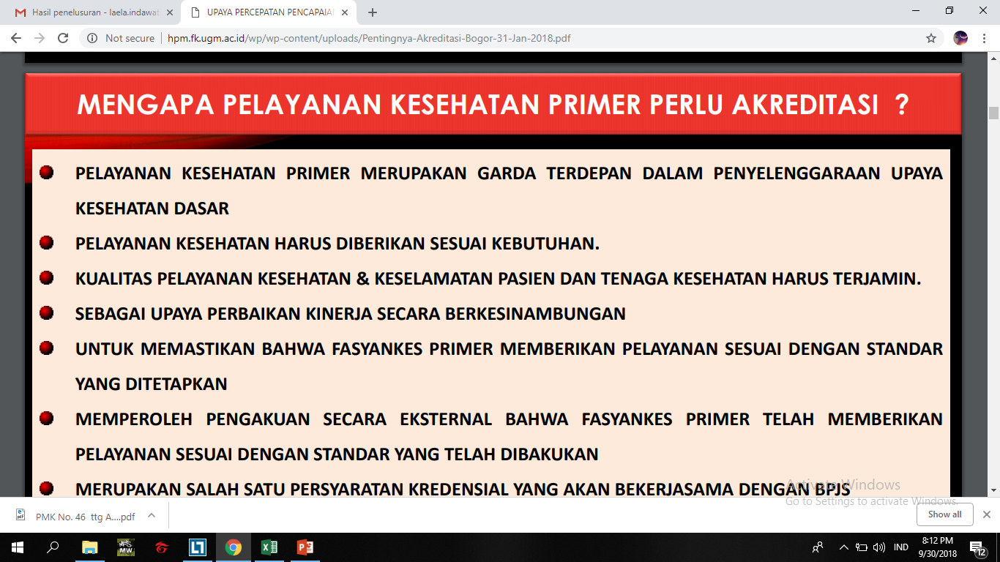 Hasil penelusuran - laela.indawat
UPAYA PERCEPATAN PENCAPAIAN
Not secure
hpm.fk.ugm.ac.id/wp/wp-content/uploads/Pentingnya-Akreditasi-Bogor-31-Jan-2018.pdf
MENGAPA PELAYANAN KESEHATAN PRIMER PERLU AKREDITASI ?
PELAYANAN KESEHATAN PRIMER MERUPAKAN GARDA TERDEPAN DALAM PENYELENGGARAAN UPAYA
KESEHATAN DASAR
PELAYANAN KESEHATAN HARUS DIBERIKAN SESUAI KEBUTUHAN.
KUALITAS PELAYANAN KESEHATAN & KESELAMATAN PASIEN DAN TENAGA KESEHATAN HARUS TERJAMIN.
SEBAGAI UPAYA PERBAIKAN KINERJA SECARA BERKESINAMBUNGAN
UNTUK MEMASTIKAN BAHWA FASYANKES PRIMER MEMBERIKAN PELAYANAN SESUAI DENGAN STANDAR
YANG DITETAPKAN
MEMPEROLEH PENGAKUAN SECARA EKSTERNAL BAHWA FASYANKES PRIMER TELAH MEMBERIKAN
PELAYANAN SESUAI DENGAN STANDAR YANG TELAH DIBAKUKAN
MERUPAKAN SALAH SATU PERSYARATAN KREDENSIAL YANG AKAN BEKERJASAMA DENGAN BPJS
Activate Windows
Go to Settings to activate Windows.
PMK No. 46 ttg A....pdf
Show all
MW
IND
8:12 PM
9/30/2018
12